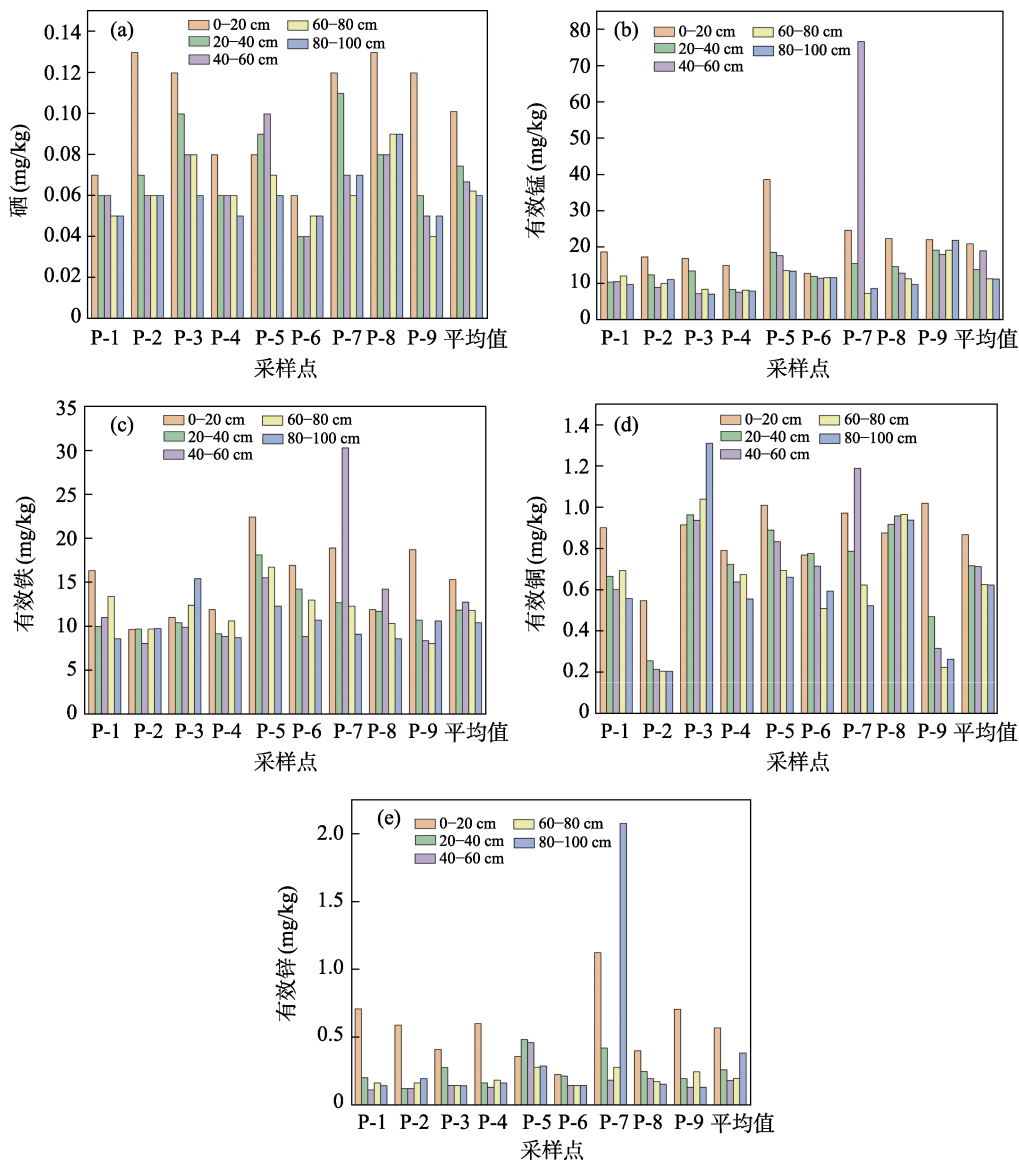 (a)
0−20 cm
20−40 cm
40−60 cm
60−80 cm
80−100 cm
0.14
0.12
0.10
0.08
0.06
0.04
0.02
0
硒 (mg/kg)
P-1 P-2 P-3 P-4 P-5 P-6 P-7 P-8 P-9 平均值
采样点
(b)
0−20 cm
20−40 cm
40−60 cm
60−80 cm
80−100 cm
80
70
60
50
40
30
20
10
0
有效锰 (mg/kg)
P-1 P-2 P-3 P-4 P-5 P-6 P-7 P-8 P-9 平均值
采样点
(c)
0−20 cm
20−40 cm
40−60 cm
60−80 cm
80−100 cm
35
30
25
20
15
10
5
0
有效铁 (mg/kg)
P-1 P-2 P-3 P-4 P-5 P-6 P-7 P-8 P-9 平均值
采样点
(d)
0−20 cm
20−40 cm
40−60 cm
60−80 cm
80−100 cm
1.4
1.2
1.0
0.8
0.6
0.4
0.2
0
有效铜 (mg/kg)
P-1 P-2 P-3 P-4 P-5 P-6 P-7 P-8 P-9 平均值
采样点
(e)
0−20 cm
20−40 cm
40−60 cm
60−80 cm
80−100 cm
2.0
1.5
1.0
0.5
0
有效锌 (mg/kg)
P-1 P-2 P-3 P-4 P-5 P-6 P-7 P-8 P-9 平均值
采样点